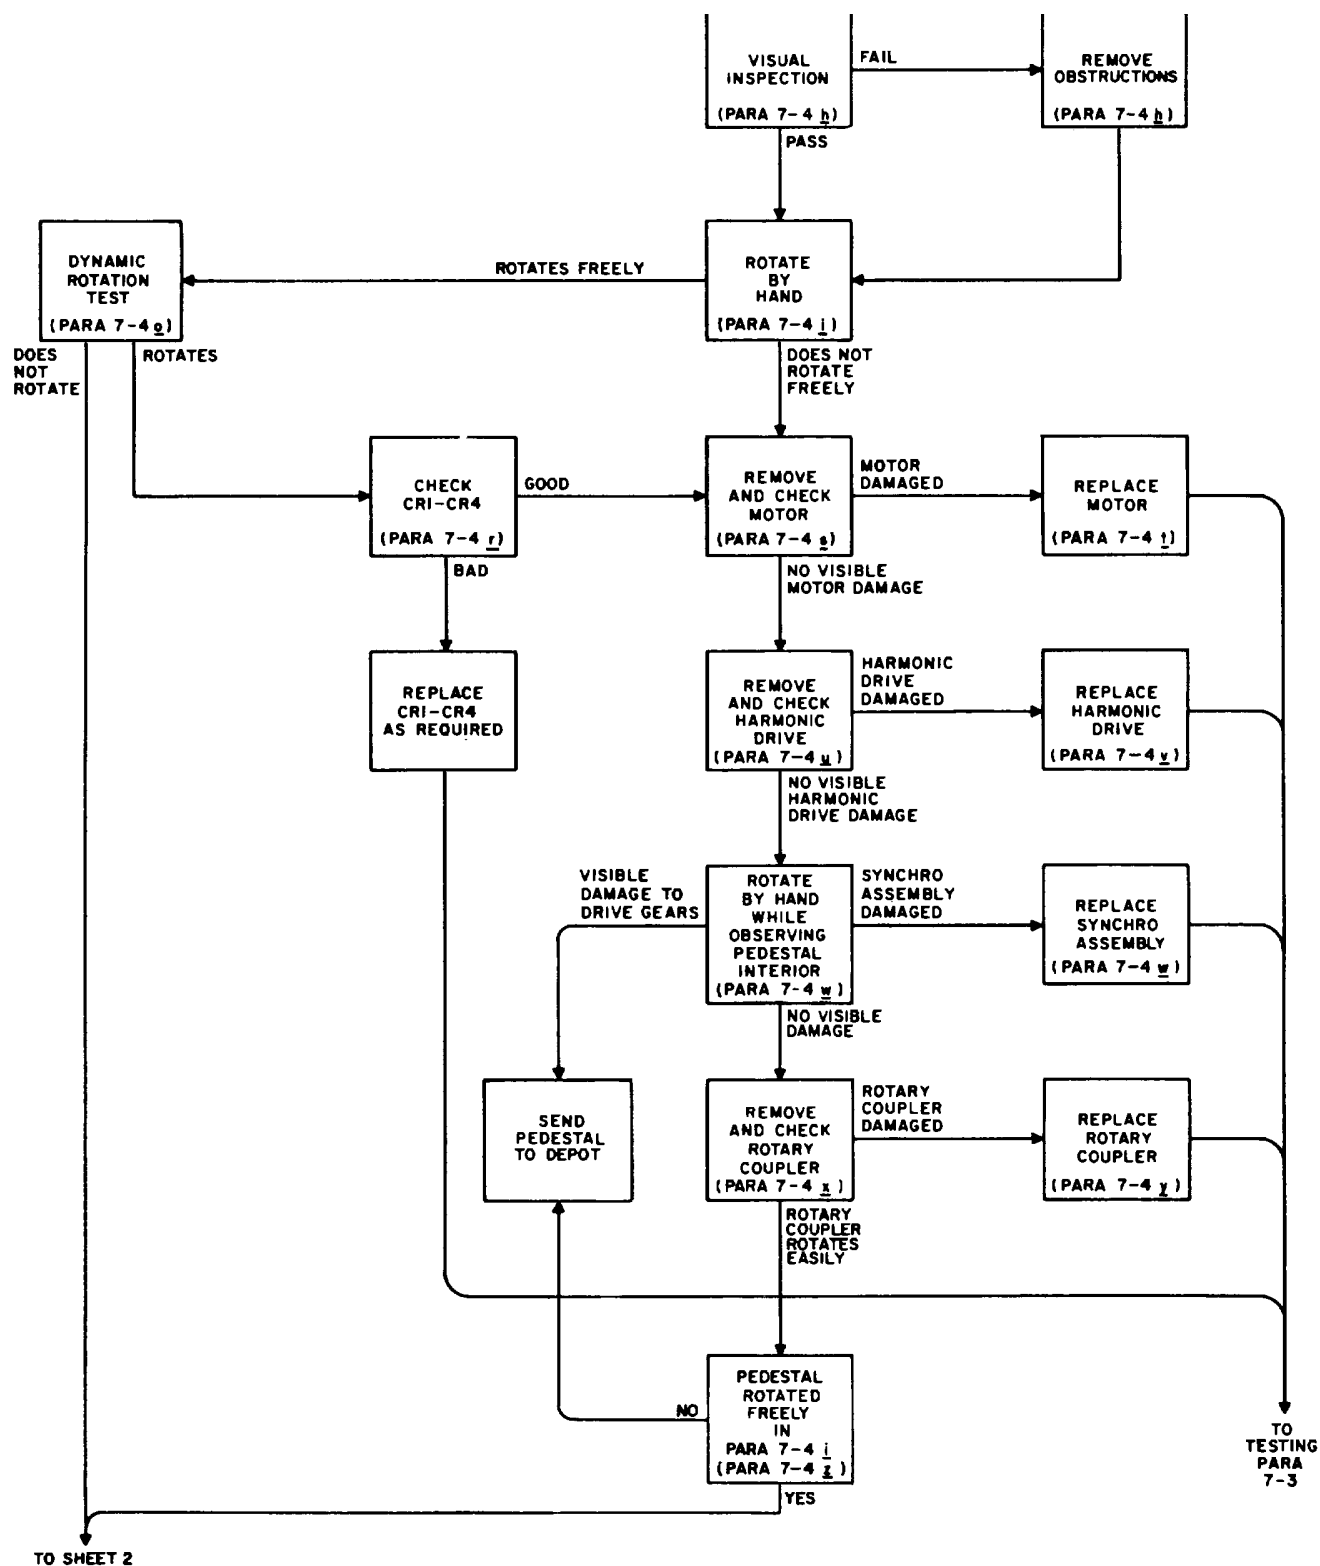 VISUAL
INSPECTION
(PARA 7-4 h)
FAIL
REMOVE
OBSTRUCTIONS
(PARA 7-4 h)
PASS
DYNAMIC
ROTATION
TEST
(PARA 7-4 o)
ROTATES FREELY
ROTATE
BY
HAND
(PARA 7-4 i)
DOES
NOT
ROTATE
ROTATES
DOES NOT
ROTATE
FREELY
CHECK
CR1-CR4
(PARA 7-4 r)
GOOD
REMOVE
AND CHECK
MOTOR
(PARA 7-4 s)
MOTOR
DAMAGED
REPLACE
MOTOR
(PARA 7-4 t)
BAD
NO VISIBLE
MOTOR DAMAGE
REPLACE
CR1-CR4
AS REQUIRED
REMOVE
AND CHECK
HARMONIC
DRIVE
(PARA 7-4 u)
HARMONIC
DRIVE
DAMAGED
REPLACE
HARMONIC
DRIVE
(PARA 7-4 v)
NO VISIBLE
HARMONIC
DRIVE DAMAGE
VISIBLE
DAMAGE TO
DRIVE GEARS
ROTATE
BY HAND
WHILE
OBSERVING
PEDESTAL
INTERIOR
(PARA 7-4 w)
SYNCHRO
ASSEMBLY
DAMAGED
REPLACE
SYNCHRO
ASSEMBLY
(PARA 7-4 w)
NO VISIBLE
DAMAGE
SEND
PEDESTAL
TO DEPOT
REMOVE
AND CHECK
ROTARY
COUPLER
(PARA 7-4 x)
ROTARY
COUPLER
DAMAGED
REPLACE
ROTARY
COUPLER
(PARA 7-4 y)
ROTARY
COUPLER
ROTATES
EASILY
PEDESTAL
ROTATED
FREELY
IN
PARA 7-4 i
(PARA 7-4 z)
NO
YES
TO
TESTING
PARA
7-3
TO SHEET 2